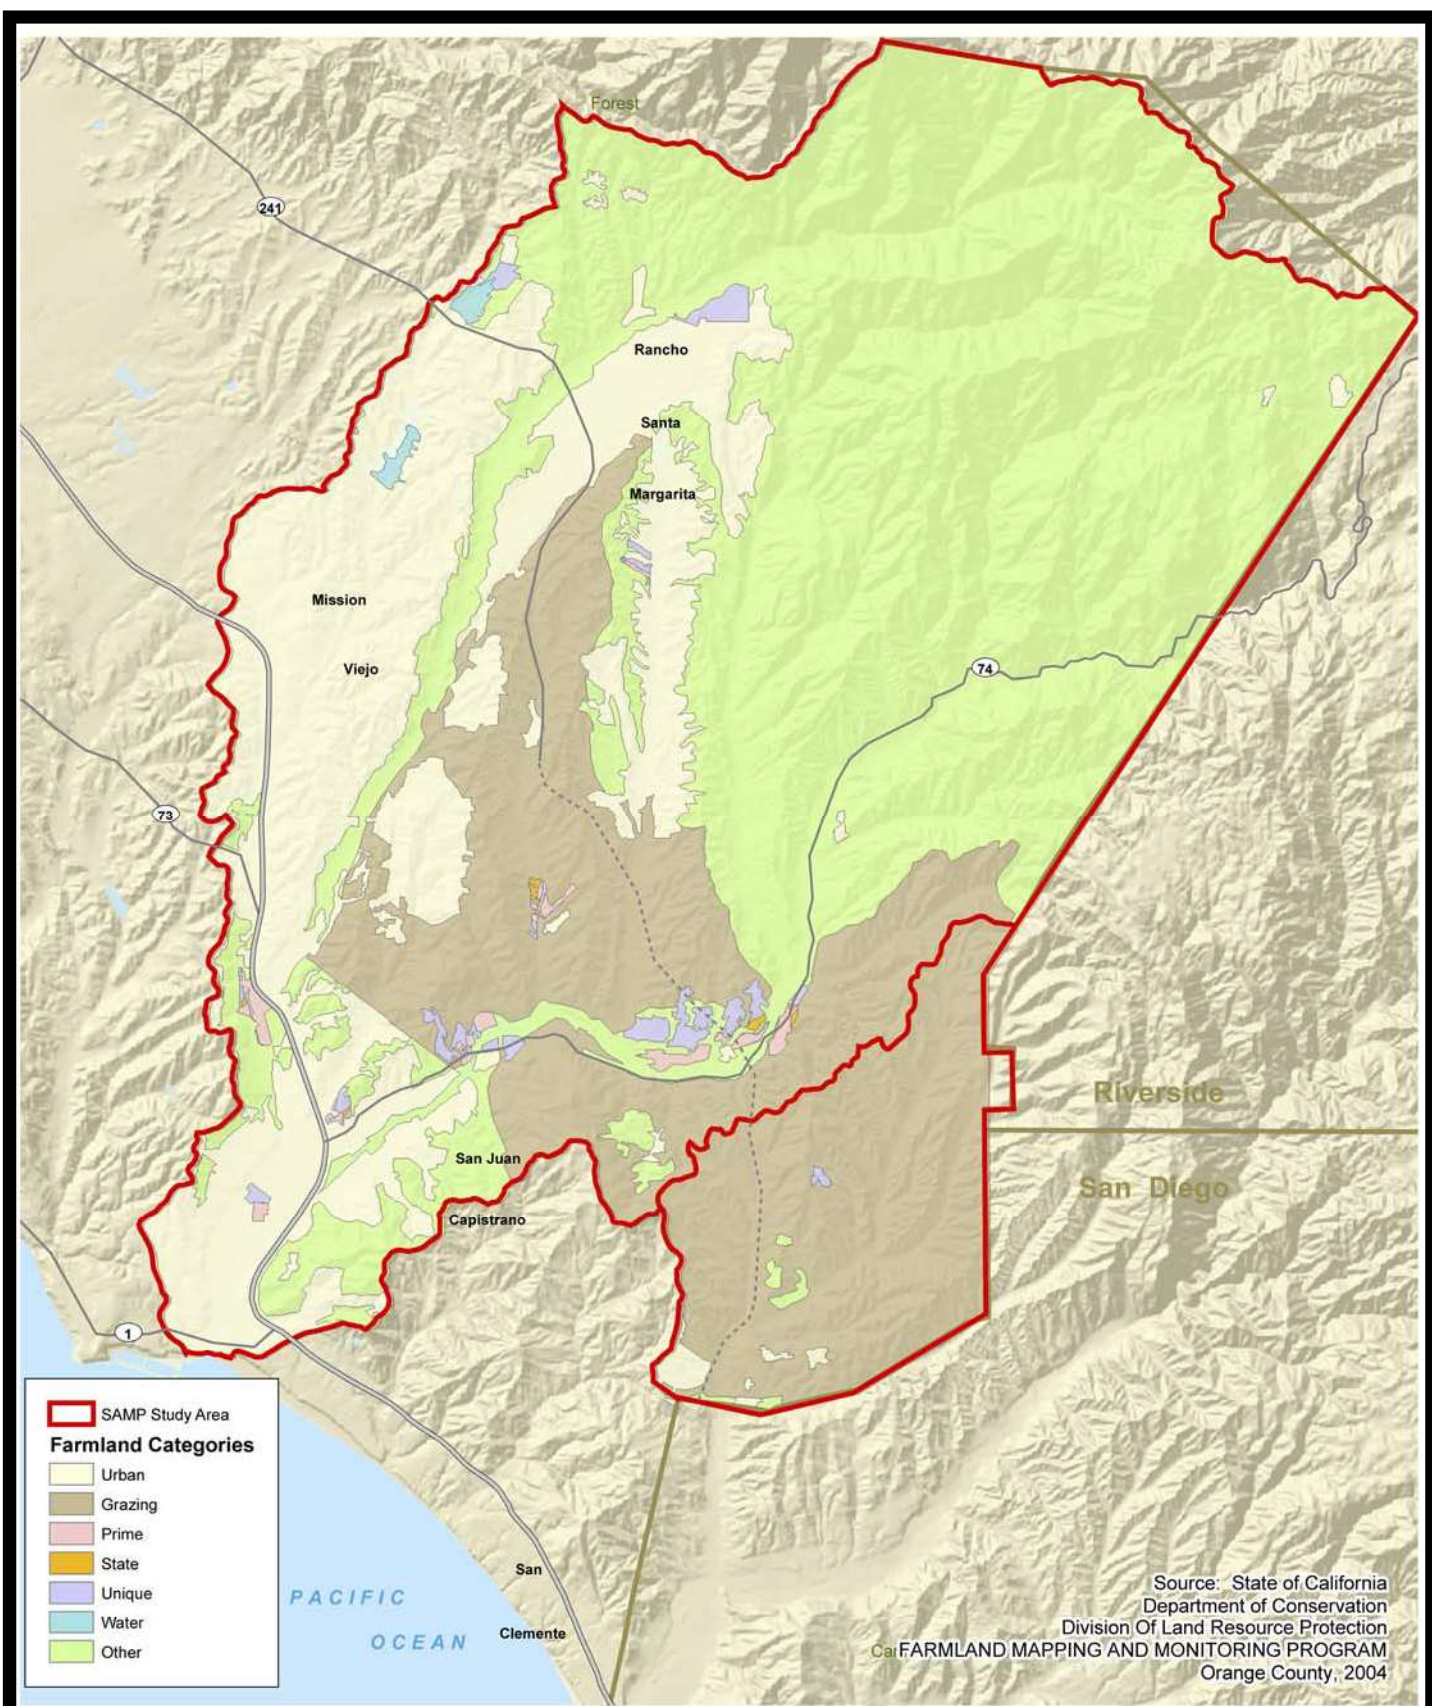 Forest
241
Rancho
Santa
Margarita
Mission
Viejo
74
73
Riverside
San Diego
San Juan
Capistrano
1
SAMP Study Area
Farmland Categories
Urban
Grazing
Prime
State
Unique
Water
Other
PACIFIC
OCEAN
San
Clemente
Source: State of California
Department of Conservation
Division Of Land Resource Protection
FARMLAND MAPPING AND MONITORING PROGRAM
Orange County, 2004